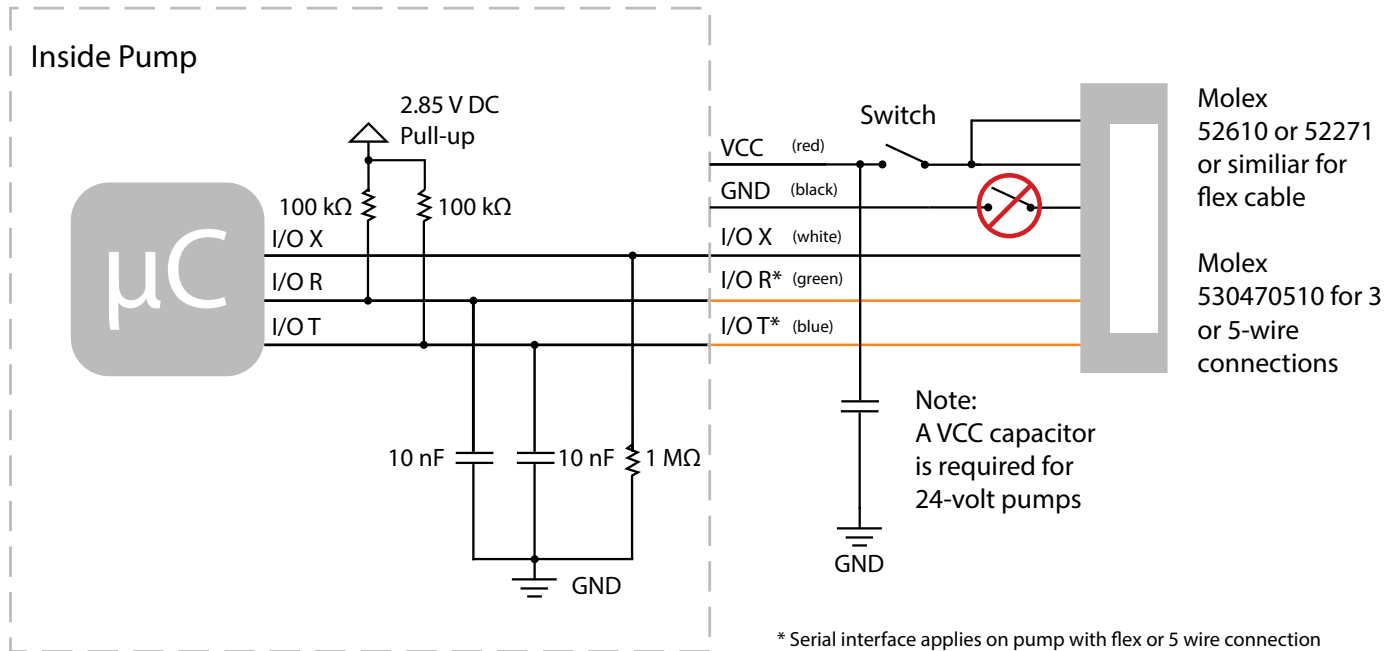 Inside Pump
2.85 V DC
Pull-up
100 kΩ
100 kΩ
µC
I/O X
I/O R
I/O T
10 nF
10 nF
1 MΩ
GND
VCC (red)
GND (black)
I/O X (white)
I/O R* (green)
I/O T* (blue)
Switch
Note:
A VCC capacitor
is required for
24-volt pumps
GND
Molex
52610 or 52271
or similiar for
flex cable
Molex
530470510 for 3
or 5-wire
connections
* Serial interface applies on pump with flex or 5 wire connection